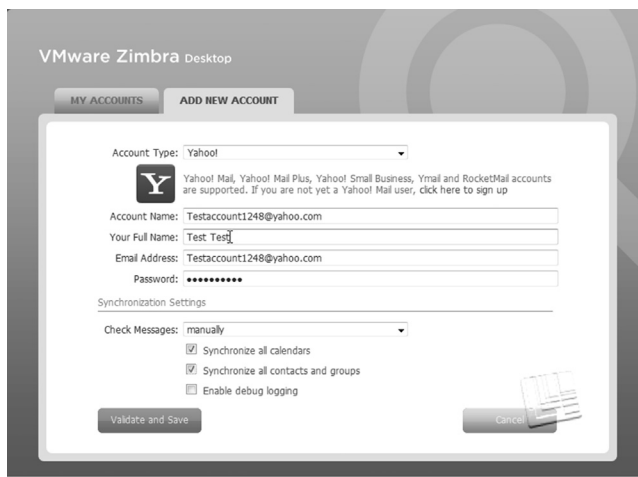 VMware Zimbra Desktop
MY ACCOUNTS ADD NEW ACCOUNT
Account Type: Yahoo!
Y Yahoo! Mail, Yahoo! Mail Plus, Yahoo! Small Business, Ymail and RocketMail accounts
are supported. If you are not yet a Yahoo! Mail user, click here to sign up
Account Name: Testaccount1248@yahoo.com
Your Full Name: Test Test
Email Address: Testaccount1248@yahoo.com
Password: ••••••••••
Synchronization Settings
Check Messages: manually
Synchronize all calendars
Synchronize all contacts and groups
Enable debug logging
Validate and Save Cancel